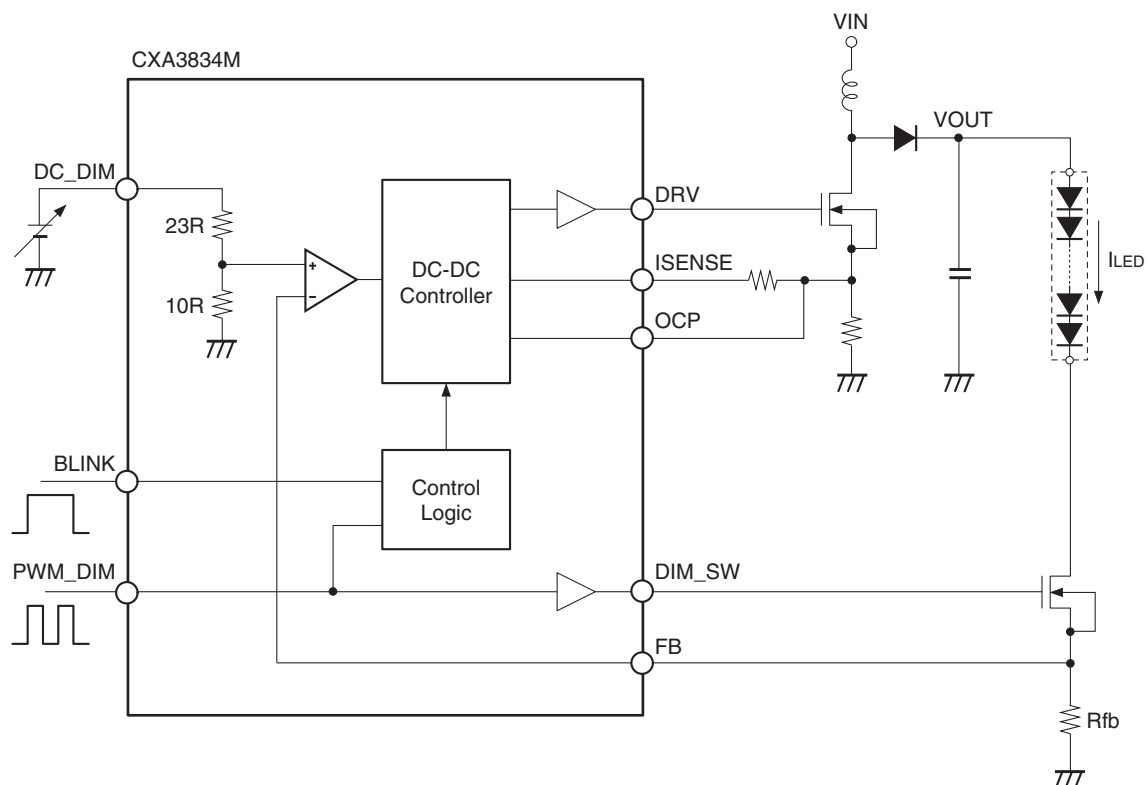 VIN
CXA3834M
VOUT
DC_DIM
DRV
23R
ILED
ISENSE
DC-DC
Controller
+
−
10R
OCP
BLINK
Control
Logic
PWM_DIM
DIM_SW
FB
Rfb